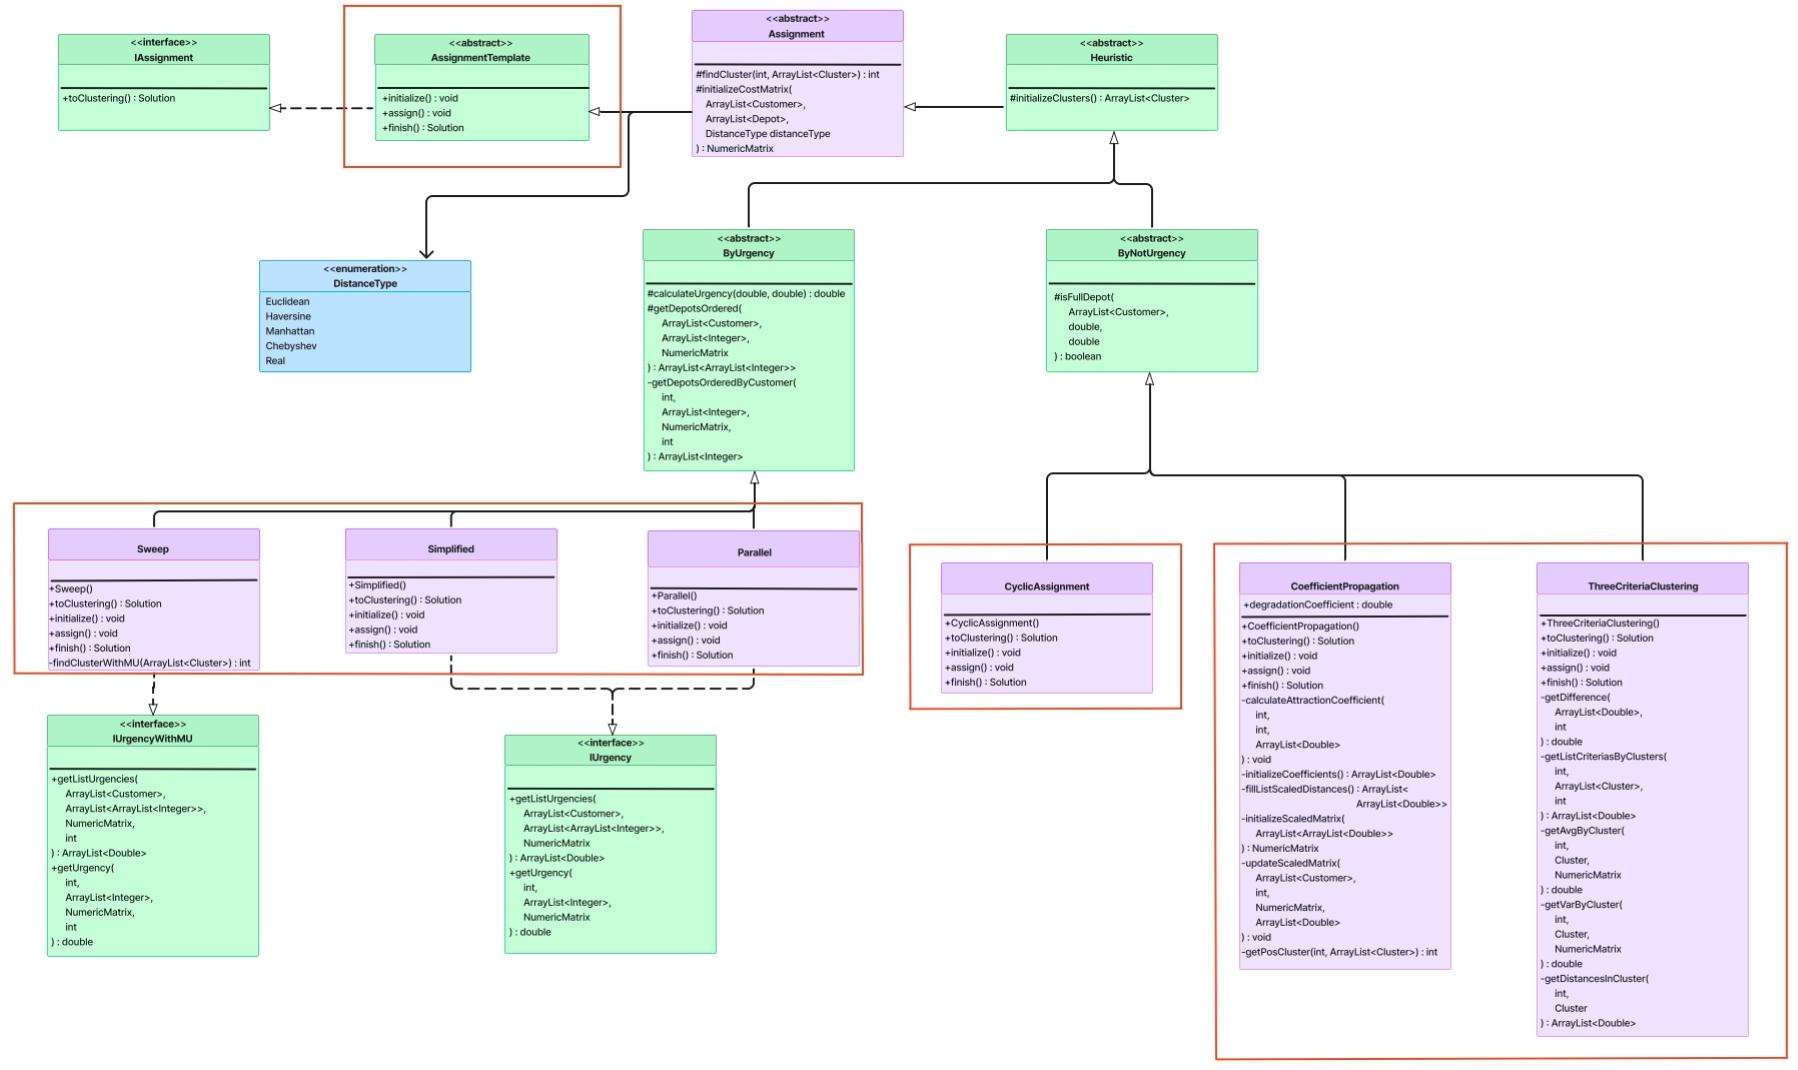 <<interface>>
IAssignment
+toClustering() : Solution
<<abstract>>
AssignmentTemplate
+initialize() : void
+assign() : void
+finish() : Solution
<<abstract>>
Assignment
#findCluster(int, ArrayList<Cluster>) : int
#initializeCostMatrix(
ArrayList<Customer>,
ArrayList<Depot>,
DistanceType distanceType
) : NumericMatrix
<<abstract>>
Heuristic
#initializeClusters() : ArrayList<Cluster>
<<enumeration>>
DistanceType
Euclidean
Haversine
Manhattan
Chebyshev
Real
<<abstract>>
ByUrgency
#calculateUrgency(double, double) : double
#getDepotsOrdered(
ArrayList<Customer>,
ArrayList<Integer>,
NumericMatrix
) : ArrayList<ArrayList<Integer>>
-getDepotsOrderedByCustomer(
int,
ArrayList<Integer>,
NumericMatrix,
int
) : ArrayList<Integer>
<<abstract>>
ByNotUrgency
#isFullDepot(
ArrayList<Customer>,
double,
double
) : boolean
Sweep
+Sweep()
+toClustering() : Solution
+initialize() : void
+assign() : void
+finish() : Solution
-findClusterWithMU(ArrayList<Cluster>) : int
Simplified
+Simplified()
+toClustering() : Solution
+initialize() : void
+assign() : void
+finish() : Solution
Parallel
+Parallel()
+toClustering() : Solution
+initialize() : void
+assign() : void
+finish() : Solution
CyclicAssignment
+CyclicAssignment()
+toClustering() : Solution
+initialize() : void
+assign() : void
+finish() : Solution
CoefficientPropagation
+degradationCoefficient : double
+CoefficientPropagation()
+toClustering() : Solution
+initialize() : void
+assign() : void
+finish() : Solution
-calculateAttractionCoefficient(
int,
int,
ArrayList<Double>
) : void
-initializeCoefficients() : ArrayList<Double>
-fillListScaledDistances() : ArrayList<
ArrayList<Double>>
-initializeScaledMatrix(
ArrayList<ArrayList<Double>>
) : NumericMatrix
-updateScaledMatrix(
ArrayList<Customer>,
int,
NumericMatrix,
ArrayList<Double>
) : void
-getPosCluster(int, ArrayList<Cluster>) : int
ThreeCriteriaClustering
+ThreeCriteriaClustering()
+toClustering() : Solution
+initialize() : void
+assign() : void
+finish() : Solution
-getDifference(
ArrayList<Double>,
int
) : double
-getListCriteriasByClusters(
int,
ArrayList<Cluster>,
int
) : ArrayList<Double>
-getAvgByCluster(
int,
Cluster,
NumericMatrix
) : double
-getVarByCluster(
int,
Cluster,
NumericMatrix
) : double
-getDistancesInCluster(
int,
Cluster
) : ArrayList<Double>
<<interface>>
IUrgencyWithMU
+getListUrgencies(
ArrayList<Customer>,
ArrayList<ArrayList<Integer>>,
NumericMatrix,
int
) : ArrayList<Double>
+getUrgency(
int,
ArrayList<Integer>,
NumericMatrix,
int
) : double
<<interface>>
IUrgency
+getListUrgencies(
ArrayList<Customer>,
ArrayList<ArrayList<Integer>>,
NumericMatrix
) : ArrayList<Double>
+getUrgency(
int,
ArrayList<Integer>,
NumericMatrix
) : double